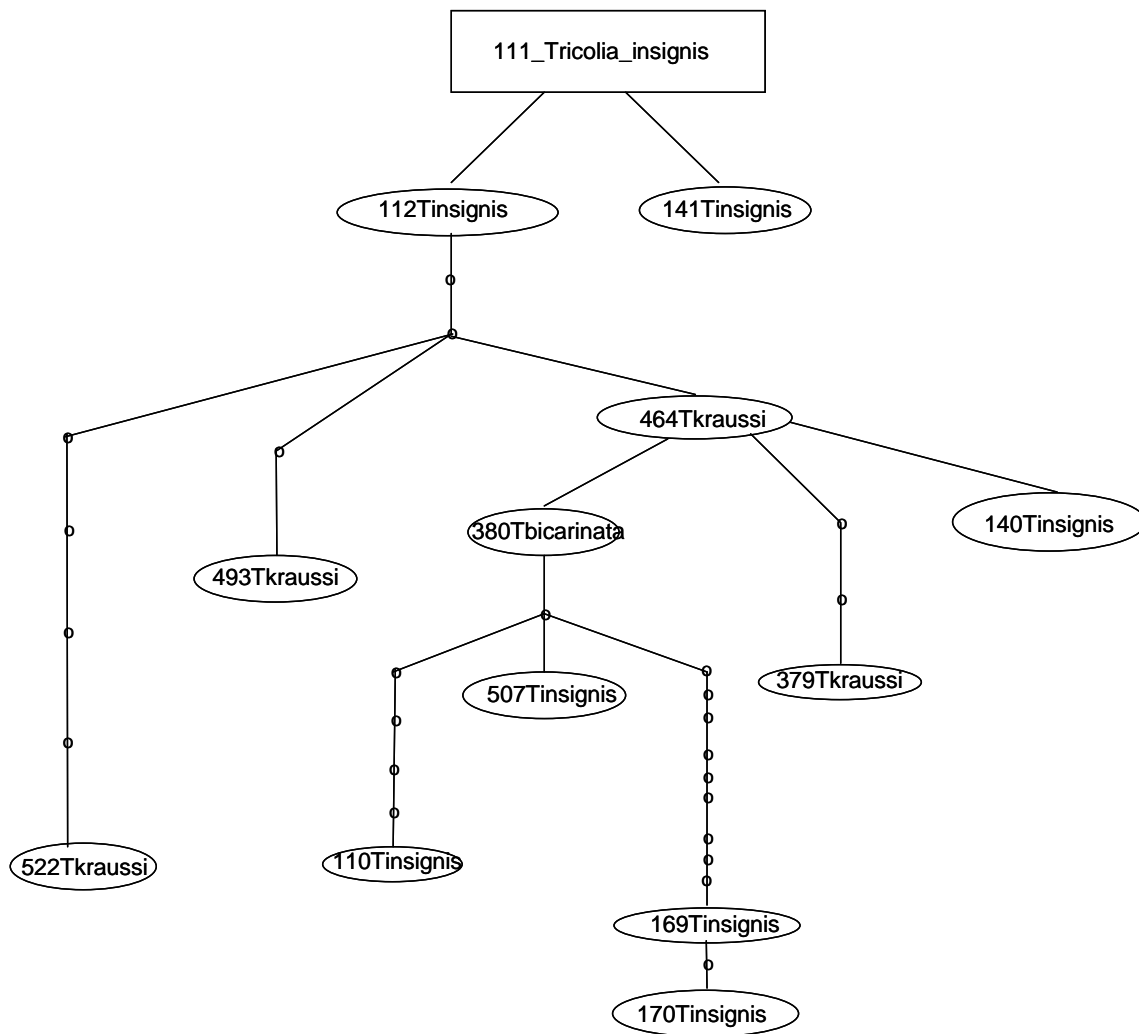 111_Tricolia_insignis
112Tinsignis
141Tinsignis
o
o
464Tkraussi
o
o
140Tinsignis
380Tbicarinata
o
o
493Tkraussi
o
o
o
379Tkraussi
o
o
507Tinsignis
o
o
o
o
o
o
o
o
o
o
o
o
110Tinsignis
522Tkraussi
o
o
169Tinsignis
o
170Tinsignis